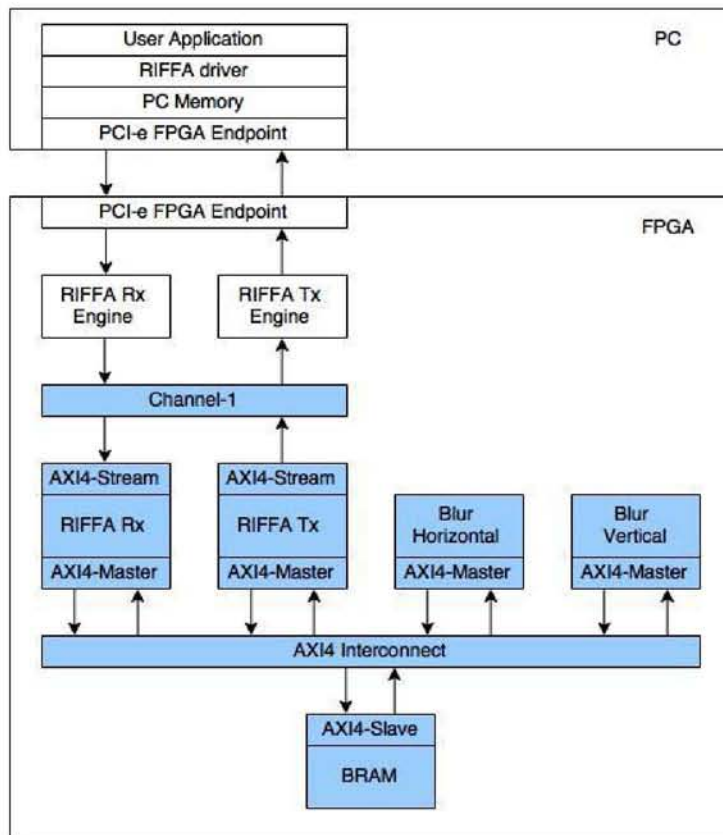 User Application
PC
RIFFA driver
PC Memory
PCI-e FPGA Endpoint
PCI-e FPGA Endpoint
FPGA
RIFFA Rx
Engine
RIFFA Tx
Engine
Channel-1
AXI4-Stream
RIFFA Rx
AXI4-Master
AXI4-Stream
RIFFA Tx
AXI4-Master
Blur
Horizontal
AXI4-Master
Blur
Vertical
AXI4-Master
AXI4 Interconnect
AXI4-Slave
BRAM